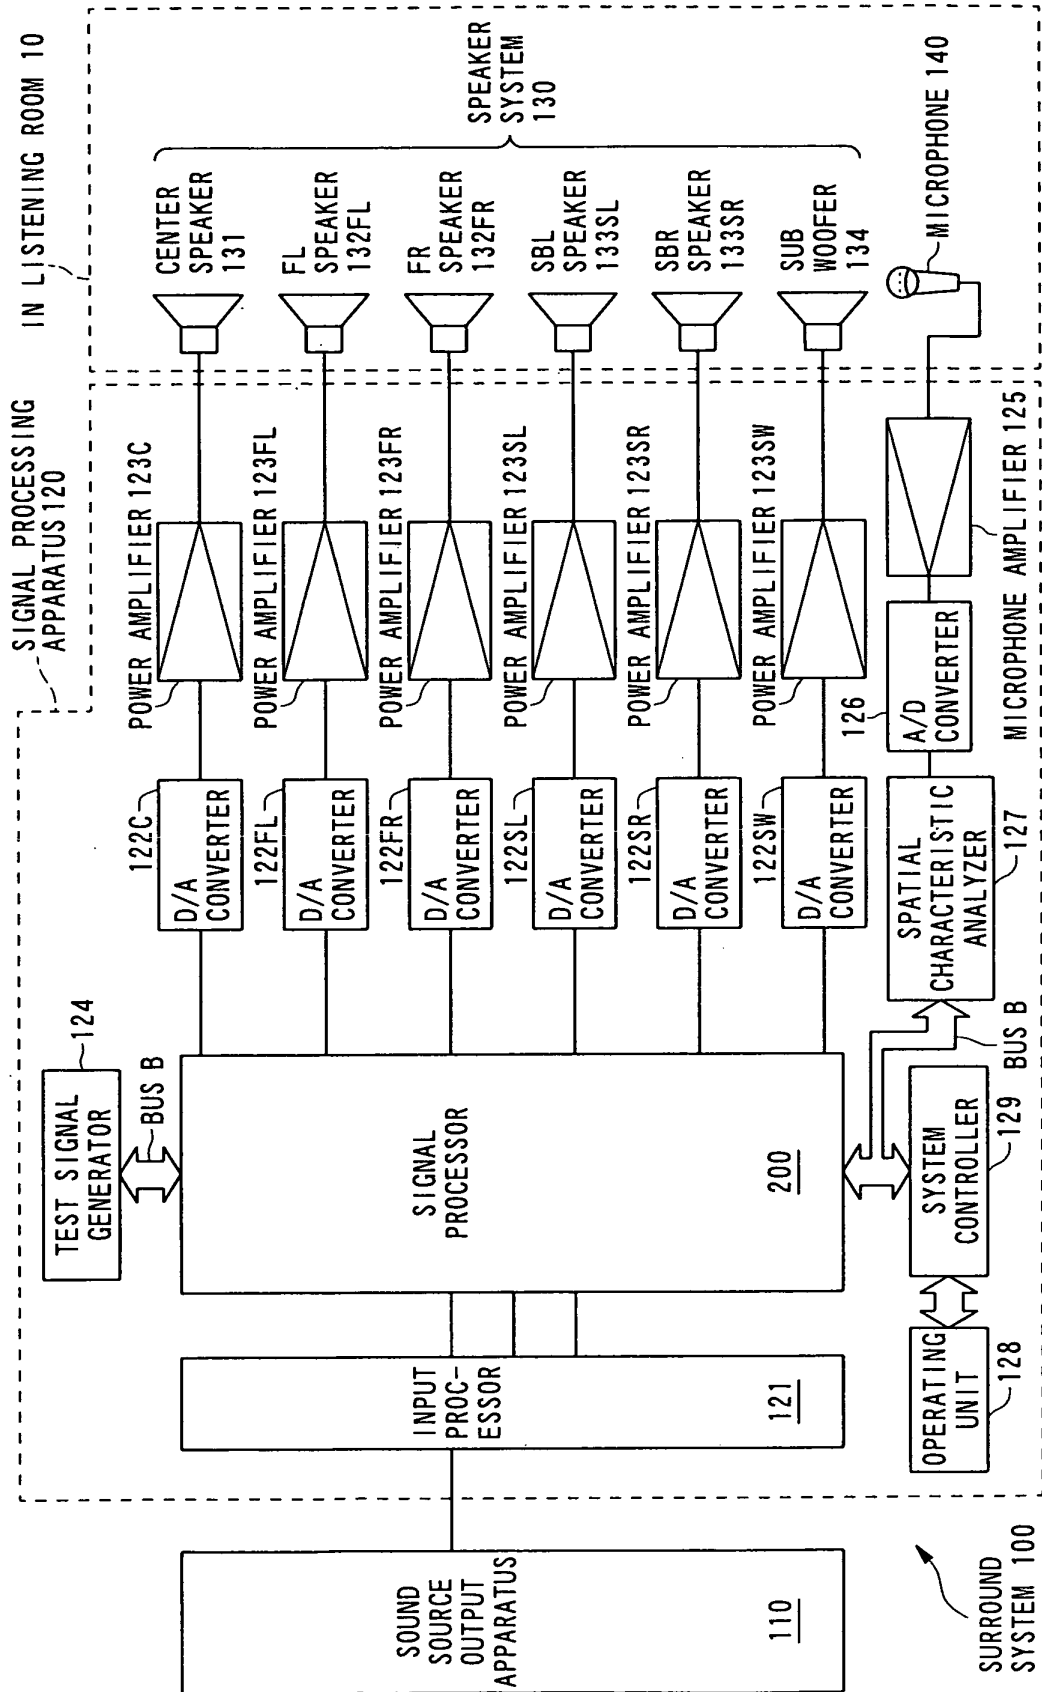 IN LISTENING ROOM 10
SIGNAL PROCESSING
APPARATUS120
SPEAKER
SYSTEM
130
CENTER
SPEAKER
131
FL
SPEAKER
132FL
FR
SPEAKER
132FR
SBL
SPEAKER
133SL
SBR
SPEAKER
133SR
SUB
WOOFER
134
MICROPHONE 140
POWER AMPLIFIER 123C
POWER AMPLIFIER 123FL
POWER AMPLIFIER 123FR
POWER AMPLIFIER 123SL
POWER AMPLIFIER 123SR
POWER AMPLIFIER 123SW
MICROPHONE AMPLIFIER 125
122C
D/A
CONVERTER
122FL
D/A
CONVERTER
122FR
D/A
CONVERTER
122SL
D/A
CONVERTER
122SR
D/A
CONVERTER
122SW
D/A
CONVERTER
126
A/D
CONVERTER
SPATIAL
CHARACTERISTIC
ANALYZER
127
124
TEST SIGNAL
GENERATOR
BUS B
SIGNAL
PROCESSOR
200
BUS B
SYSTEM
CONTROLLER
129
OPERATING
UNIT
128
INPUT
PROC-
ESSOR
121
SOUND
SOURCE
OUTPUT
APPARATUS
110
SURROUND
SYSTEM 100